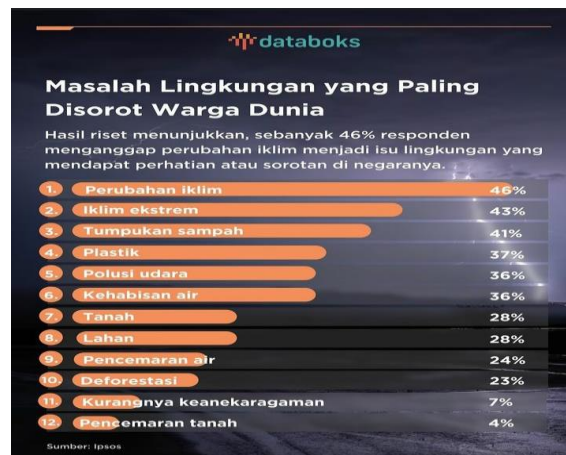 databoks
Masalah Lingkungan yang Paling
Disorot Warga Dunia
Hasil riset menunjukkan, sebanyak 46% responden
menganggap perubahan iklim menjadi isu lingkungan yang
mendapat perhatian atau sorotan di negaranya.
1. Perubahan iklim 46%
2. Iklim ekstrem 43%
3. Tumpukan sampah 41%
4. Plastik 37%
5. Polusi udara 36%
6. Kehabisan air 36%
7. Tanah 28%
8. Lahan 28%
9. Pencemaran air 24%
10. Deforestasi 23%
11. Kurangnya keanekaragaman 7%
12. Pencemaran tanah 4%
Sumber: Ipsos